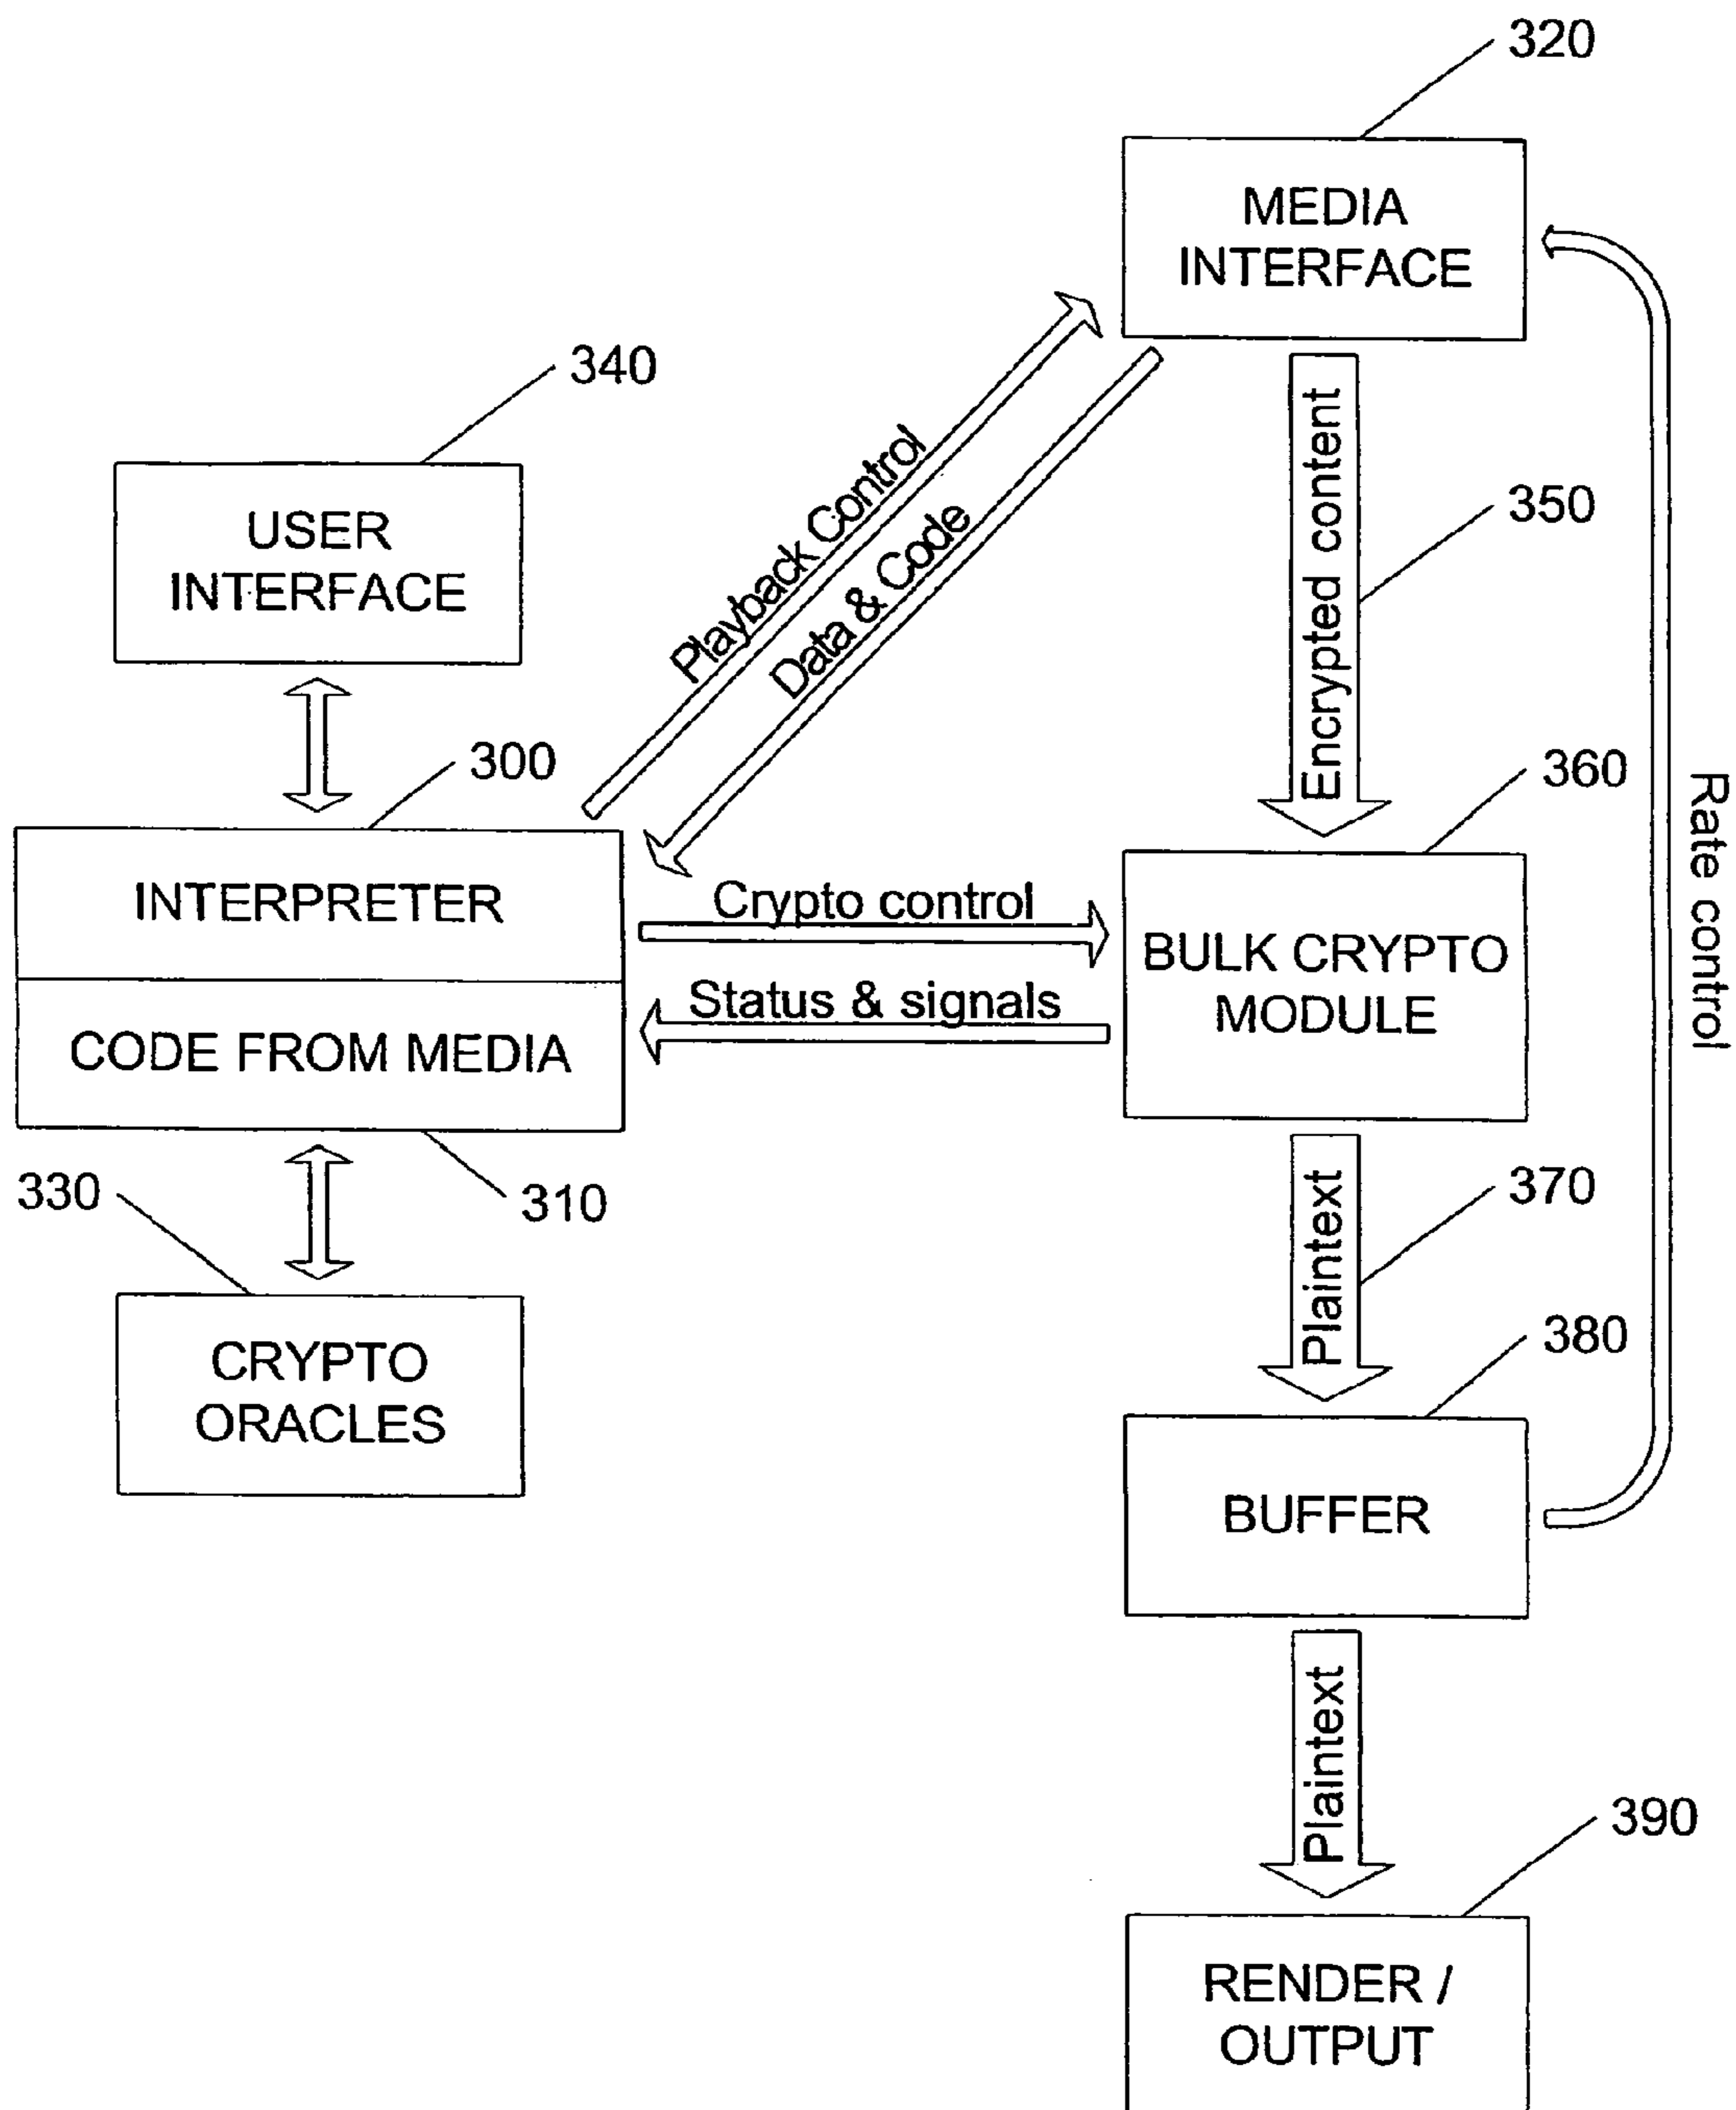 320
MEDIA
INTERFACE
340
USER
INTERFACE
Playback Control
Data & Code
Encrypted content
350
300
360
INTERPRETER
CODE FROM MEDIA
Crypto control
Status & signals
BULK CRYPTO
MODULE
Rate control
330
310
Plaintext
370
380
CRYPTO
ORACLES
BUFFER
Plaintext
390
RENDER /
OUTPUT